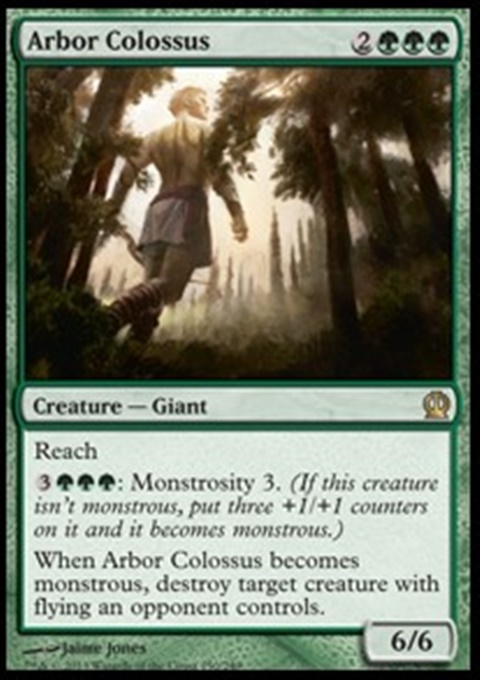 Arbor Colossus 2
Creature — Giant
Reach
3: Monstrosity 3. (If this creature
isn't monstrous, put three +1/+1 counters
on it and it becomes monstrous.)
When Arbor Colossus becomes
monstrous, destroy target creature with
flying an opponent controls.
6/6
Jaime Jones